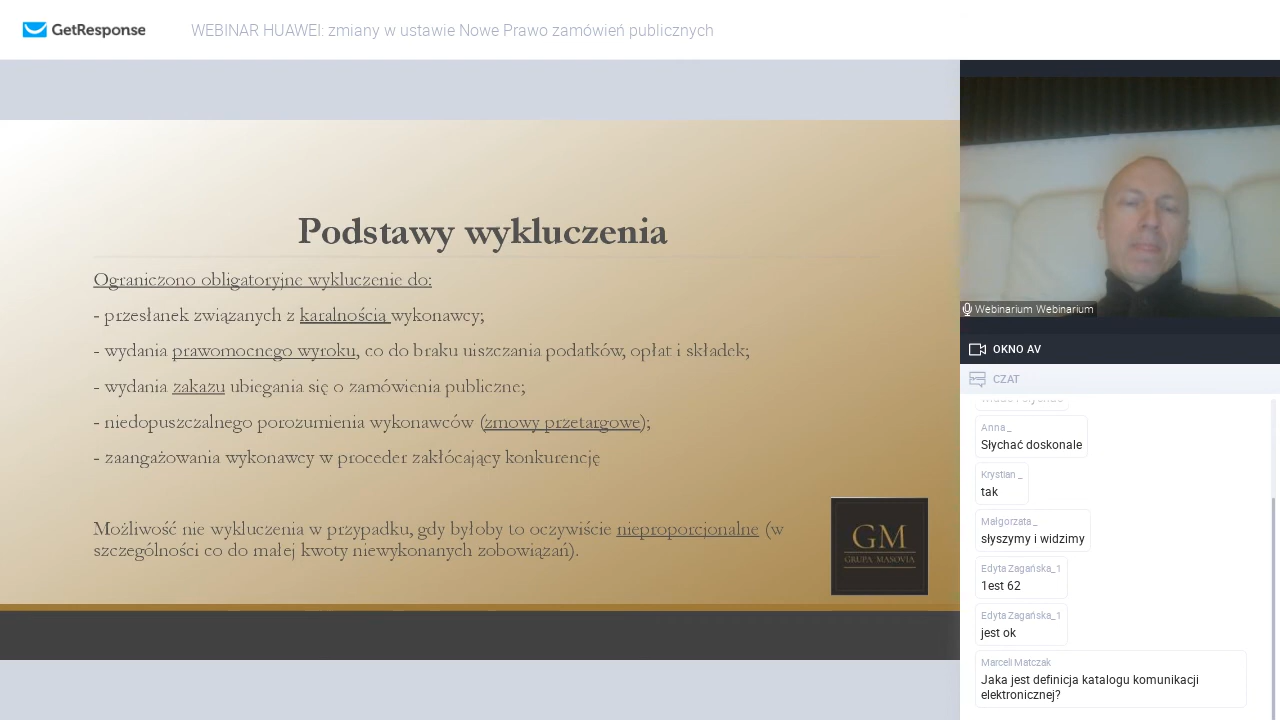 GetResponse
WEBINAR HUAWEI: zmiany w ustawie Nowe Prawo zamówień publicznych
Podstawy wykluczenia
Ograniczono obligatoryjne wykluczenie do:
- przesłanek związanych z karalnością wykonawcy;
- wydania prawomocnego wyroku, co do braku uiszczania podatków, opłat i składek;
- wydania zakazu ubiegania się o zamówienia publiczne;
- niedopuszczalnego porozumienia wykonawców (zmowy przetargowe);
- zaangażowania wykonawcy w proceder zakłócający konkurencję
Możliwość nie wykluczenia w przypadku, gdy byłoby to oczywiście nieproporcjonalne (w
szczególności co do małej kwoty niewykonanych zobowiązań).
GM
GRUPA MASOVIA
Webinarium Webinarium
OKNO AV
CZAT
Anna _
Słychać doskonale
Krystian _
tak
Małgorzata _
słyszymy i widzimy
Edyta Zagańska_1
1est 62
Edyta Zagańska_1
jest ok
Marceli Matczak
Jaka jest definicja katalogu komunikacji
elektronicznej?